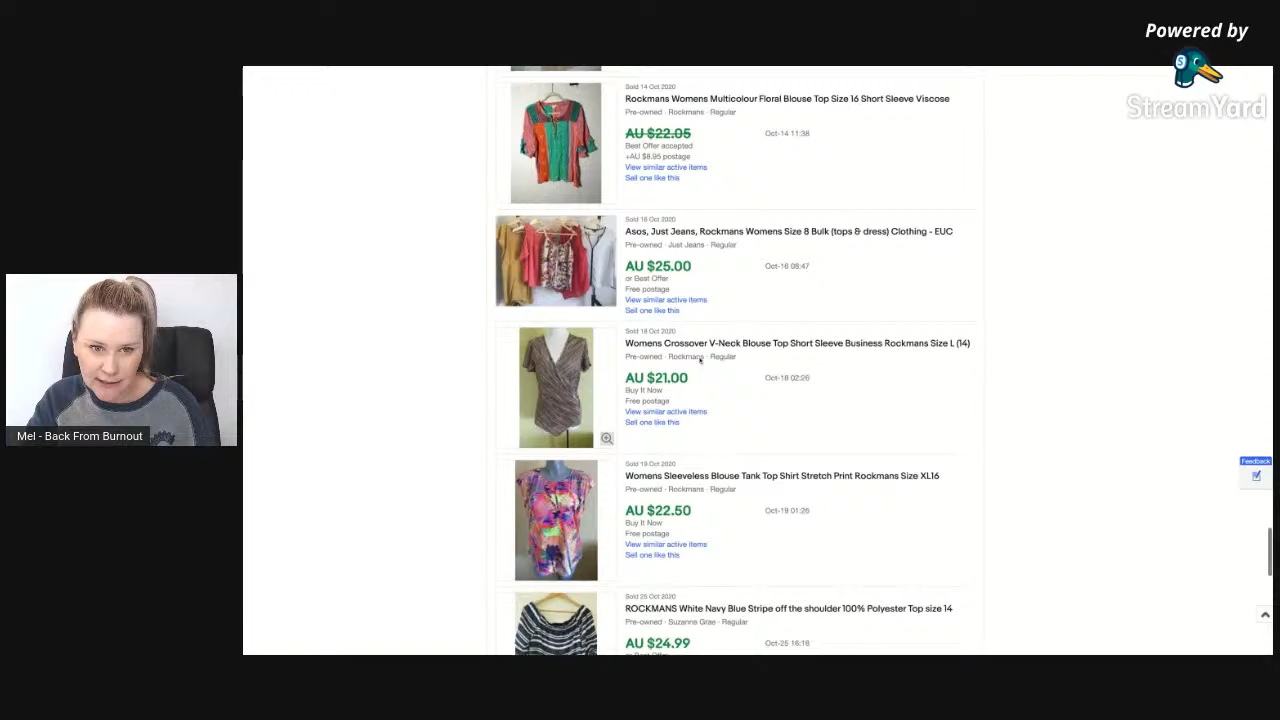 Powered by
StreamYard
Sold 14 Oct 2020
Rockmans Womens Multicolour Floral Blouse Top Size 16 Short Sleeve Viscose
Pre-owned · Rockmans · Regular
AU $22.05
Oct-14 11:38
Best Offer accepted
+AU $8.95 postage
View similar active items
Sell one like this
Sold 16 Oct 2020
Asos, Just Jeans, Rockmans Womens Size 8 Bulk (tops & dress) Clothing - EUC
Pre-owned · Just Jeans · Regular
AU $25.00
Oct-16 08:47
or Best Offer
Free postage
View similar active items
Sell one like this
Sold 18 Oct 2020
Womens Crossover V-Neck Blouse Top Short Sleeve Business Rockmans Size L (14)
Pre-owned · Rockmans · Regular
AU $21.00
Oct-18 02:26
Buy It Now
Free postage
View similar active items
Sell one like this
Mel - Back From Burnout
Sold 19 Oct 2020
Womens Sleeveless Blouse Tank Top Shirt Stretch Print Rockmans Size XL16
Pre-owned · Rockmans · Regular
AU $22.50
Oct-19 01:26
Buy It Now
Free postage
View similar active items
Sell one like this
Feedback
Sold 25 Oct 2020
ROCKMANS White Navy Blue Stripe off the shoulder 100% Polyester Top size 14
Pre-owned · Suzanne Grae · Regular
AU $24.99
Oct-25 16:16